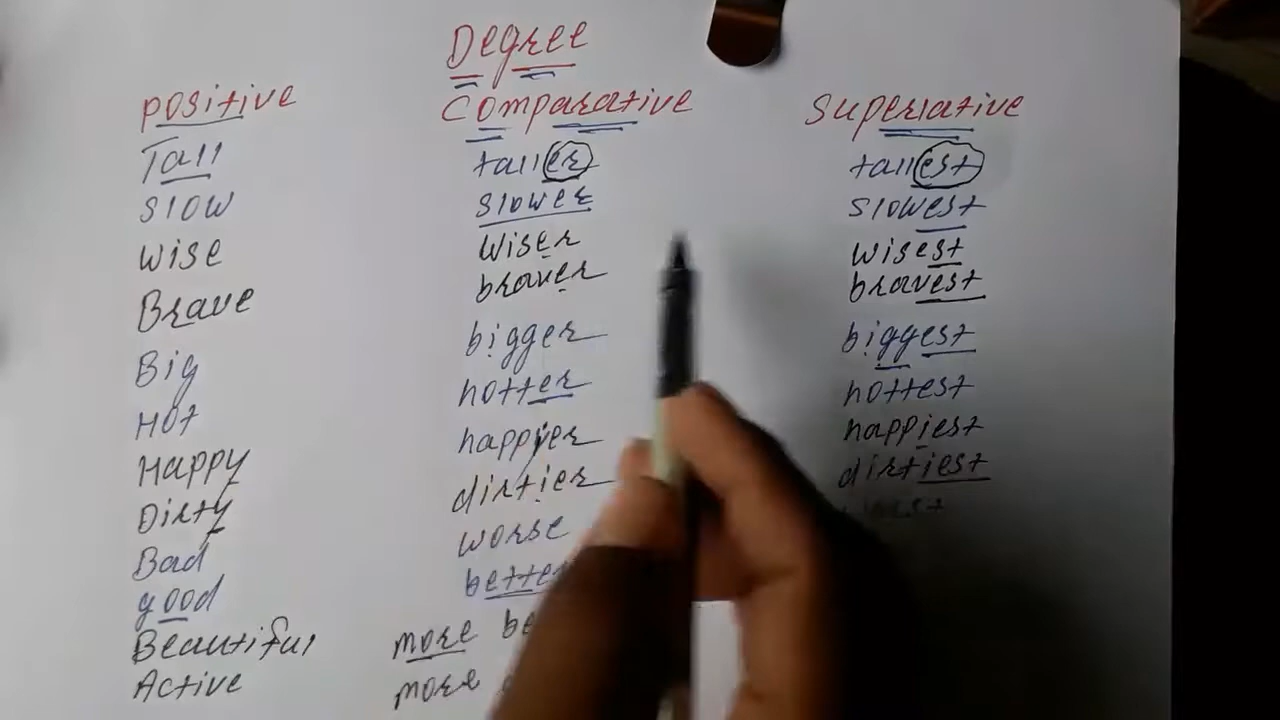 Degree
Positive Comparative Superlative
Tall taller tallest
Slow slower slowest
Wise Wiser Wisest
Brave braver bravest
Big bigger biggest
Hot hotter hottest
Happy happier happiest
Dirty dirtier dirtiest
Bad worse
good better
Beautiful more
Active more